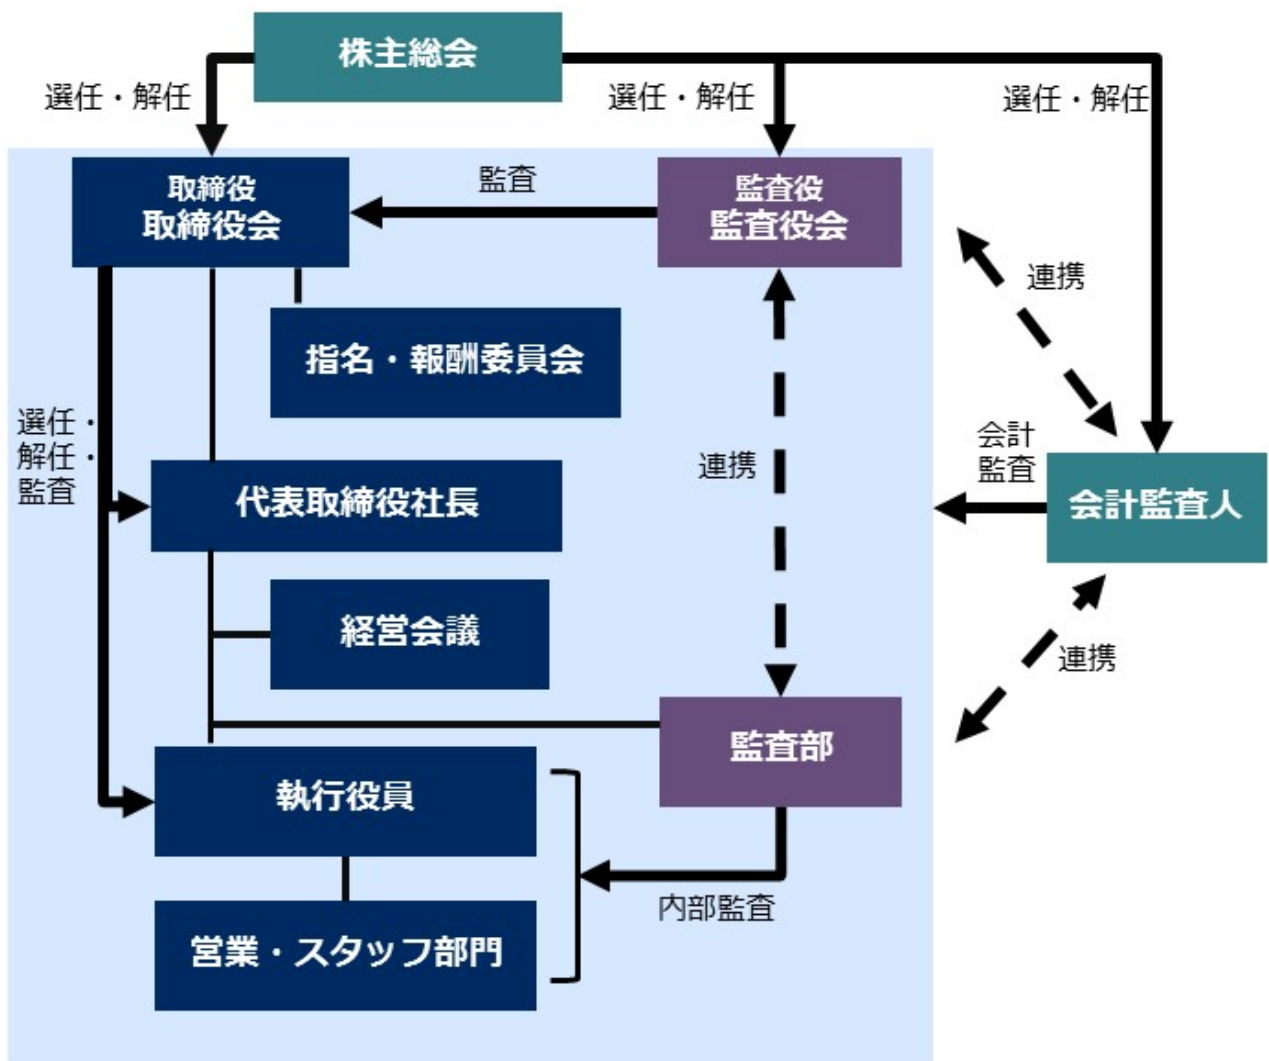 株主総会
選任・解任
選任・解任
選任・解任
取締役
取締役会
監査
監査役
監査役会
連携
指名・報酬委員会
選任・
解任・
監査
会計
監査
連携
代表取締役社長
会計監査人
経営会議
連携
監査部
執行役員
内部監査
営業・スタッフ部門